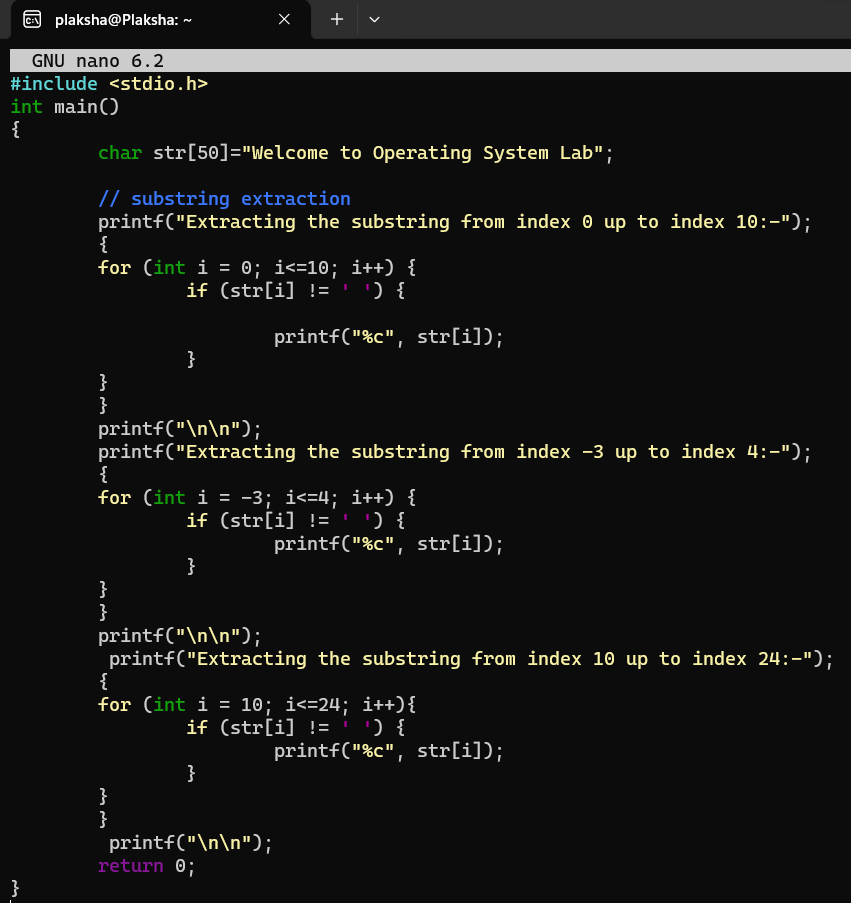 plaksha@Plaksha: ~
GNU nano 6.2
#include <stdio.h>
int main()
{
        char str[50]="Welcome to Operating System Lab";

        // substring extraction
        printf("Extracting the substring from index 0 up to index 10:-");
        {
        for (int i = 0; i<=10; i++) {
                if (str[i] != ' ') {

                        printf("%c", str[i]);
                }
        }
        }
        printf("\n\n");
        printf("Extracting the substring from index -3 up to index 4:-");
        {
        for (int i = -3; i<=4; i++) {
                if (str[i] != ' ') {
                        printf("%c", str[i]);
                }
        }
        }
        printf("\n\n");
         printf("Extracting the substring from index 10 up to index 24:-");
        {
        for (int i = 10; i<=24; i++){
                if (str[i] != ' ') {
                        printf("%c", str[i]);
                }
        }
        }
         printf("\n\n");
        return 0;
}